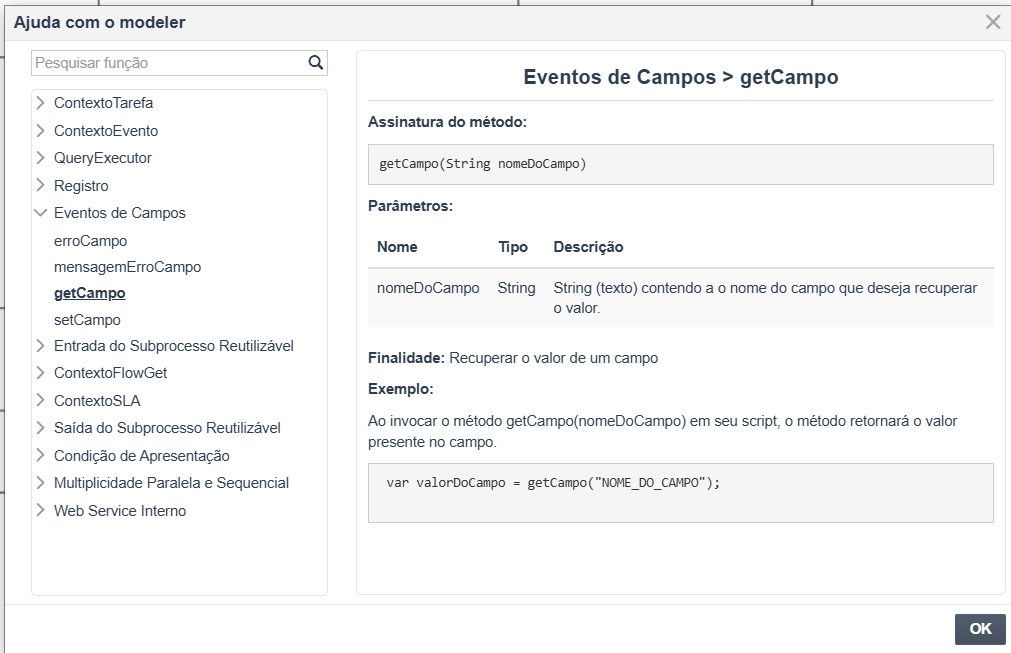 Ajuda com o modeler
Pesquisar função
ContextoTarefa
ContextoEvento
QueryExecutor
Registro
Eventos de Campos
erroCampo
mensagemErroCampo
getCampo
setCampo
Entrada do Subprocesso Reutilizável
ContextoFlowGet
ContextoSLA
Saída do Subprocesso Reutilizável
Condição de Apresentação
Multiplicidade Paralela e Sequencial
Web Service Interno
Eventos de Campos > getCampo
Assinatura do método:
getCampo(String nomeDoCampo)
Parâmetros:
Nome Tipo Descrição
nomeDoCampo String String (texto) contendo a o nome do campo que deseja recuperar
o valor.
Finalidade: Recuperar o valor de um campo
Exemplo:
Ao invocar o método getCampo(nomeDoCampo) em seu script, o método retornará o valor
presente no campo.
var valorDoCampo = getCampo("NOME_DO_CAMPO");
OK